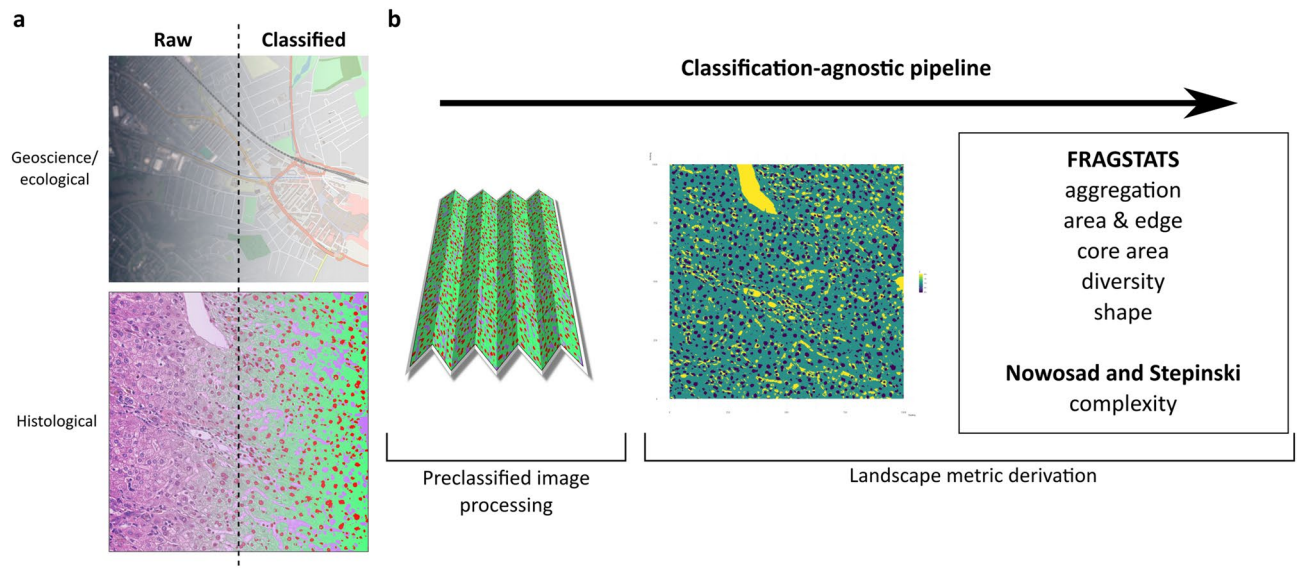 a
Raw
Classified
Geoscience/
ecological
Histological
b
Classification-agnostic pipeline
FRAGSTATS
aggregation
area & edge
core area
diversity
shape
Nowosad and Stepinski
complexity
Preclassified image
processing
Landscape metric derivation